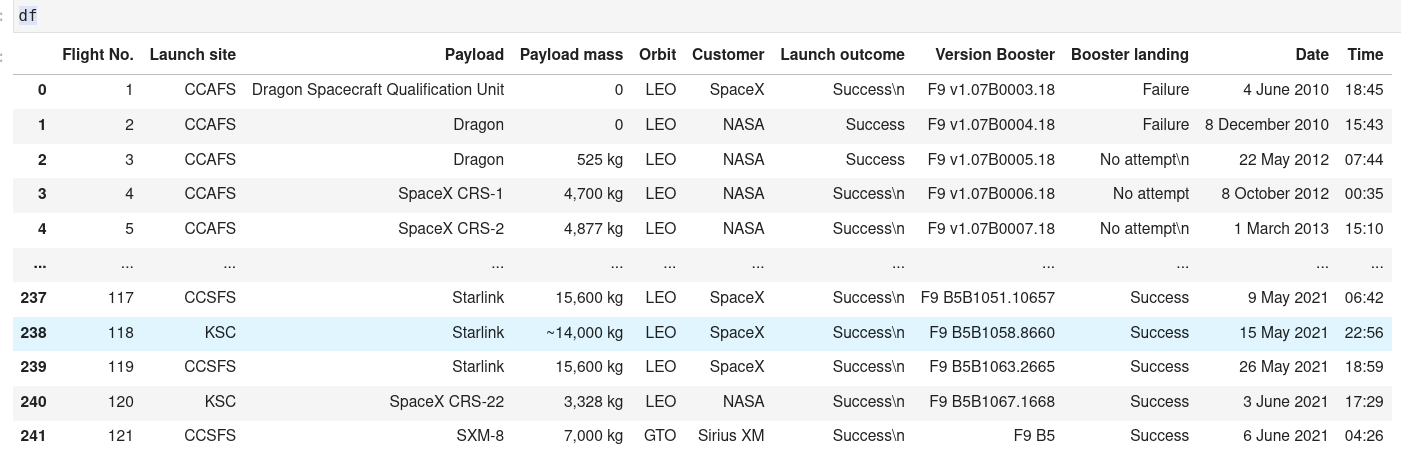 df
Flight No. Launch site Payload Payload mass Orbit Customer Launch outcome Version Booster Booster landing Date Time
0 1 CCAFS Dragon Spacecraft Qualification Unit 0 LEO SpaceX Success\n F9 v1.07B0003.18 Failure 4 June 2010 18:45
1 2 CCAFS Dragon 0 LEO NASA Success F9 v1.07B0004.18 Failure 8 December 2010 15:43
2 3 CCAFS Dragon 525 kg LEO NASA Success F9 v1.07B0005.18 No attempt\n 22 May 2012 07:44
3 4 CCAFS SpaceX CRS-1 4,700 kg LEO NASA Success\n F9 v1.07B0006.18 No attempt 8 October 2012 00:35
4 5 CCAFS SpaceX CRS-2 4,877 kg LEO NASA Success\n F9 v1.07B0007.18 No attempt\n 1 March 2013 15:10
... ... ... ... ... ... ... ... ... ... ... ...
237 117 CCSFS Starlink 15,600 kg LEO SpaceX Success\n F9 B5B1051.10657 Success 9 May 2021 06:42
238 118 KSC Starlink ~14,000 kg LEO SpaceX Success\n F9 B5B1058.8660 Success 15 May 2021 22:56
239 119 CCSFS Starlink 15,600 kg LEO SpaceX Success\n F9 B5B1063.2665 Success 26 May 2021 18:59
240 120 KSC SpaceX CRS-22 3,328 kg LEO NASA Success\n F9 B5B1067.1668 Success 3 June 2021 17:29
241 121 CCSFS SXM-8 7,000 kg GTO Sirius XM Success\n F9 B5 Success 6 June 2021 04:26